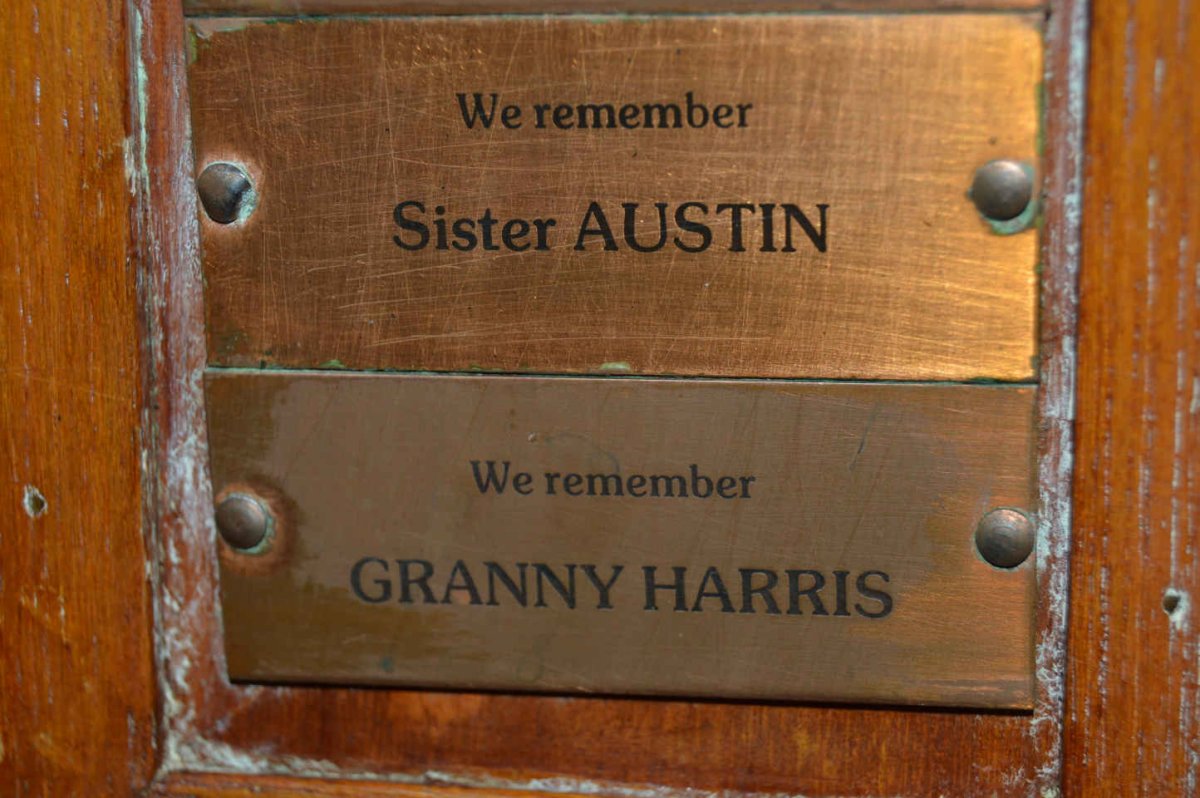 We remember
Sister AUSTIN
We remember
GRANNY HARRIS